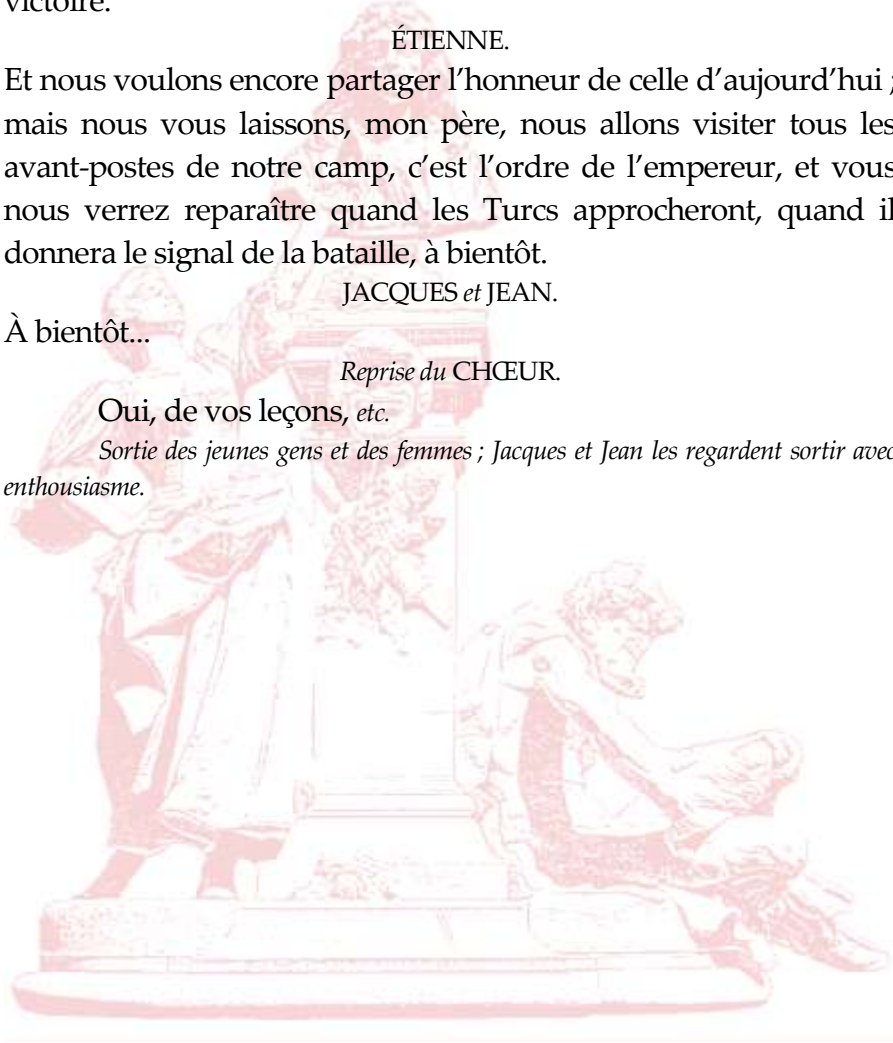 victoire.
ÉTIENNE.
Et nous voulons encore partager l’honneur de celle d’aujourd’hui ;
mais nous vous laissons, mon père, nous allons visiter tous les
avant-postes de notre camp, c’est l’ordre de l’empereur, et vous
nous verrez reparaître quand les Turcs approcheront, quand il
donnera le signal de la bataille, à bientôt.
JACQUES et JEAN.
À bientôt...
Reprise du CHŒUR.
Oui, de vos leçons, etc.
Sortie des jeunes gens et des femmes ; Jacques et Jean les regardent sortir avec
enthousiasme.